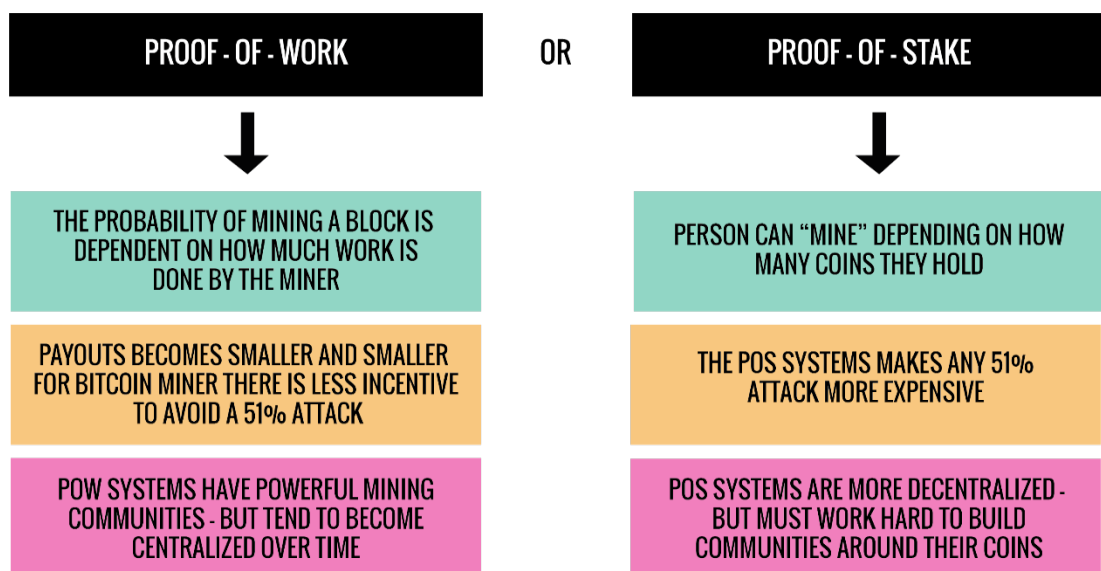 PROOF - OF - WORK
OR
PROOF - OF - STAKE
THE PROBABILITY OF MINING A BLOCK IS
DEPENDENT ON HOW MUCH WORK IS
DONE BY THE MINER
PERSON CAN “MINE” DEPENDING ON HOW
MANY COINS THEY HOLD
PAYOUTS BECOMES SMALLER AND SMALLER
FOR BITCOIN MINER THERE IS LESS INCENTIVE
TO AVOID A 51% ATTACK
THE POS SYSTEMS MAKES ANY 51%
ATTACK MORE EXPENSIVE
POW SYSTEMS HAVE POWERFUL MINING
COMMUNITIES - BUT TEND TO BECOME
CENTRALIZED OVER TIME
POS SYSTEMS ARE MORE DECENTRALIZED -
BUT MUST WORK HARD TO BUILD
COMMUNITIES AROUND THEIR COINS